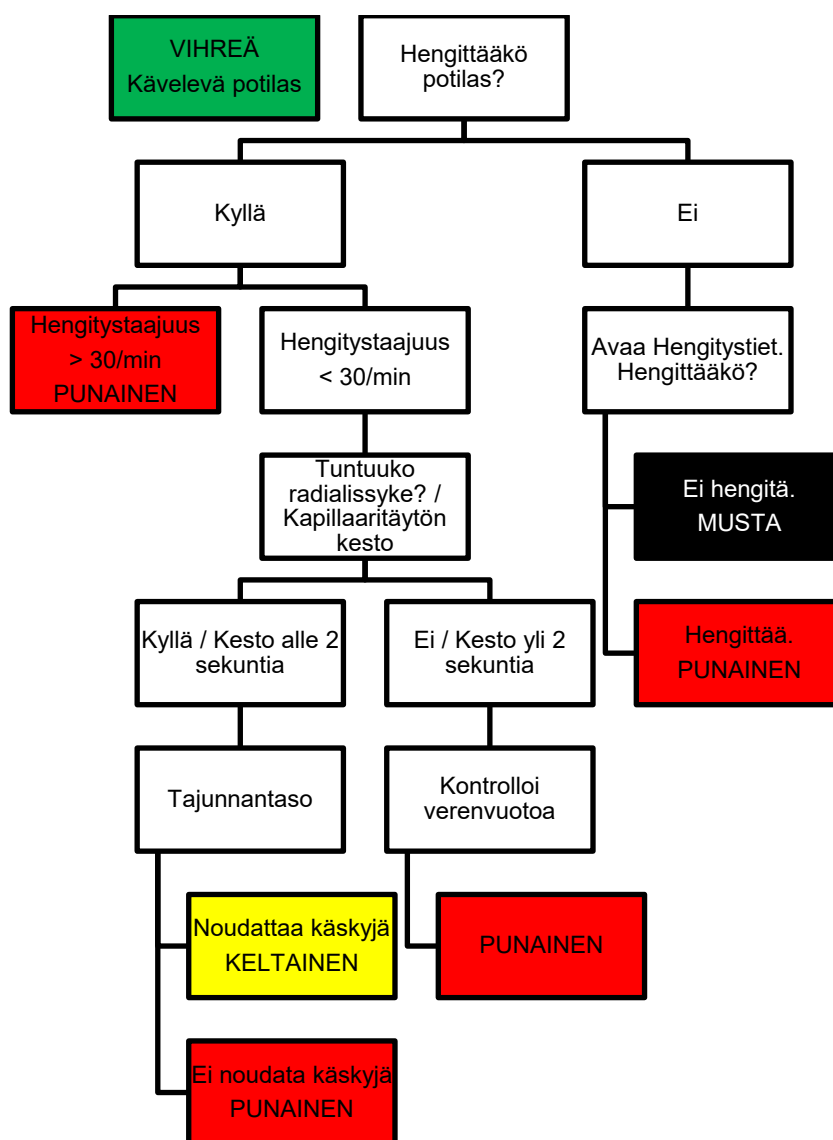 VIHREÄ
Kävelevä potilas
Hengittääkö
potilas?
Kyllä
Ei
Hengitystaajuus
> 30/min
PUNAINEN
Hengitystaajuus
< 30/min
Avaa Hengitystiet.
Hengittääkö?
Tuntuuko
radialissyke? /
Kapillaaritäytön
kesto
Ei hengitä.
MUSTA
Kyllä / Kesto alle 2
sekuntia
Ei / Kesto yli 2
sekuntia
Hengittää.
PUNAINEN
Tajunnantaso
Kontrolloi
verenvuotoa
Noudattaa käskyjä
KELTAINEN
PUNAINEN
Ei noudata käskyjä
PUNAINEN